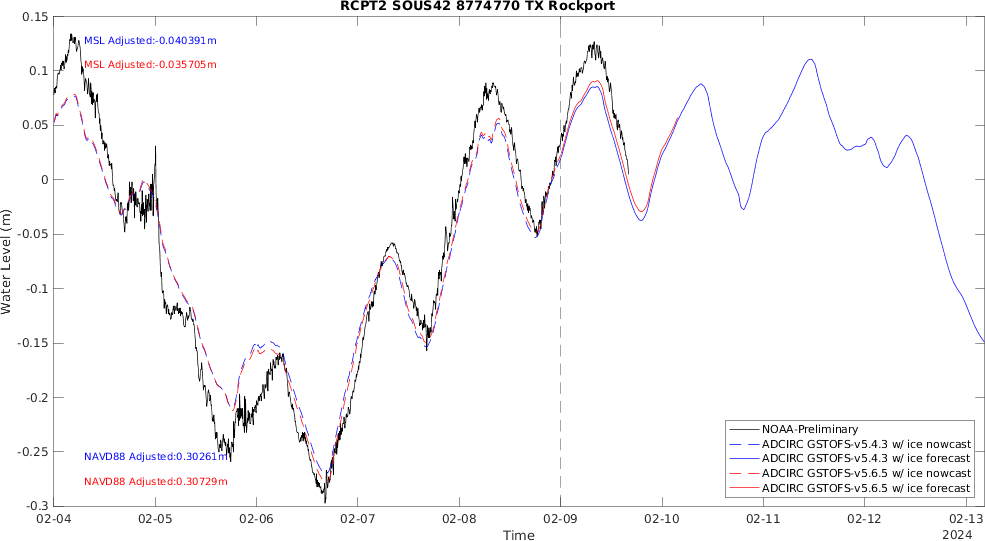 RCPT2 SOUS42 8774770 TX Rockport
MSL Adjusted:-0.040391m
MSL Adjusted:-0.035705m
NAVD88 Adjusted:0.30261m
NAVD88 Adjusted:0.30729m
Water Level (m)
0.15
0.1
0.05
0
-0.05
-0.1
-0.15
-0.2
-0.25
-0.3
NOAA-Preliminary
ADCIRC GSTOFS-v5.4.3 w/ ice nowcast
ADCIRC GSTOFS-v5.4.3 w/ ice forecast
ADCIRC GSTOFS-v5.6.5 w/ ice nowcast
ADCIRC GSTOFS-v5.6.5 w/ ice forecast
02-04 02-05 02-06 02-07 02-08 02-09 02-10 02-11 02-12 02-13
Time
2024